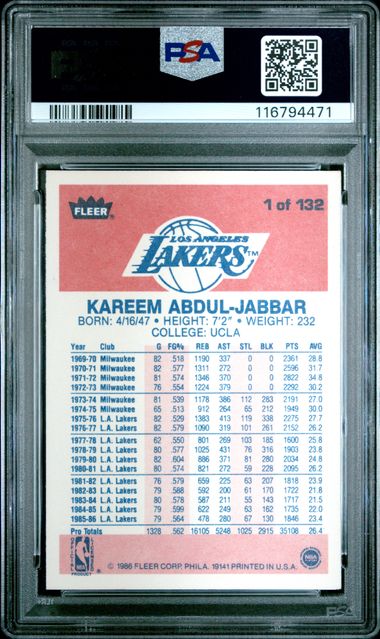 PSA
116794471
FLEER
1 of 132
LOS ANGELES
LAKERS™
KAREEM ABDUL-JABBAR
BORN: 4/16/47 • HEIGHT: 7'2" • WEIGHT: 232
COLLEGE: UCLA
Year Club G FG% REB AST STL BLK PTS AVG
1969-70 Milwaukee 82 .518 1190 337 0 0 2361 28.8
1970-71 Milwaukee 82 .577 1311 272 0 0 2596 31.7
1971-72 Milwaukee 81 .574 1346 370 0 0 2822 34.8
1972-73 Milwaukee 76 .554 1224 379 0 0 2292 30.2
1973-74 Milwaukee 81 .539 1178 386 112 283 2191 27.0
1974-75 Milwaukee 65 .513 912 264 65 212 1949 30.0
1975-76 L.A. Lakers 82 .529 1383 413 119 338 2275 27.7
1976-77 L.A. Lakers 82 .579 1090 319 101 261 2152 26.2
1977-78 L.A. Lakers 62 .550 801 269 103 185 1600 25.8
1978-79 L.A. Lakers 80 .577 1025 431 76 316 1903 23.8
1979-80 L.A. Lakers 82 .604 886 371 81 280 2034 24.8
1980-81 L.A. Lakers 80 .574 821 272 59 228 2095 26.2
1981-82 L.A. Lakers 76 .579 659 225 63 207 1818 23.9
1982-83 L.A. Lakers 79 .588 592 200 61 170 1722 21.8
1983-84 L.A. Lakers 80 .578 587 211 55 143 1717 21.5
1984-85 L.A. Lakers 79 .599 622 249 63 162 1735 22.0
1985-86 L.A. Lakers 79 .564 478 280 67 130 1846 23.4
Pro Totals 1328 .562 16105 5248 1025 2915 35108 26.4
PRODUCT
© 1986 FLEER CORP. PHILA. 19141 PRINTED IN U.S.A.
NBA